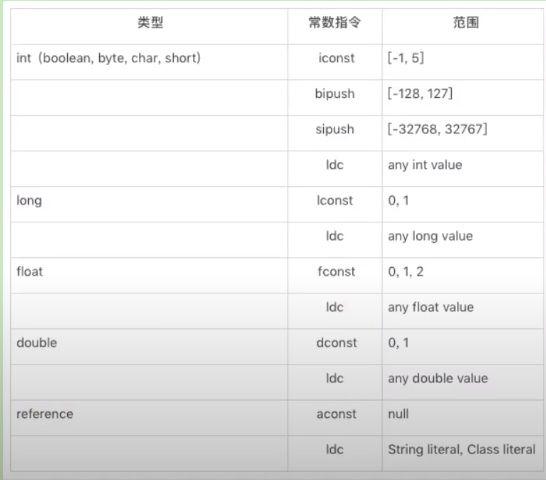 类型 常数指令 范围
int（boolean, byte, char, short） iconst [-1, 5]
bipush [-128, 127]
sipush [-32768, 32767]
ldc any int value
long lconst 0, 1
ldc any long value
float fconst 0, 1, 2
ldc any float value
double dconst 0, 1
ldc any double value
reference aconst null
ldc String literal, Class literal